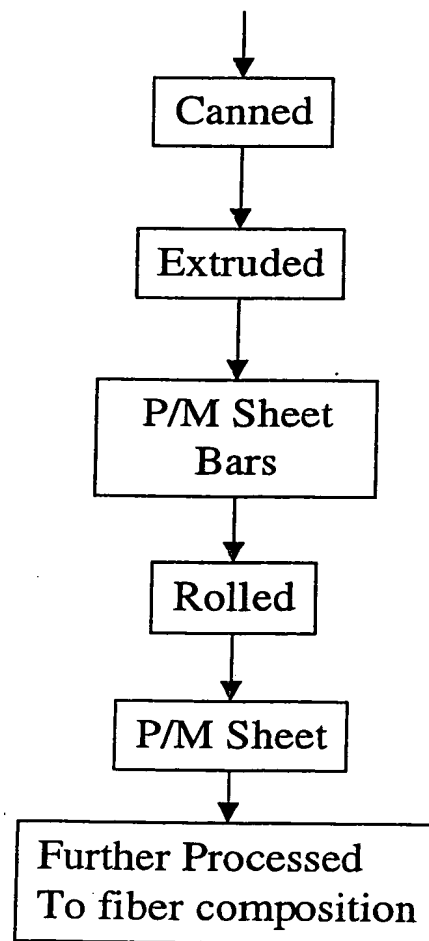 Canned
Extruded
P/M Sheet
Bars
Rolled
P/M Sheet
Further Processed
To fiber composition